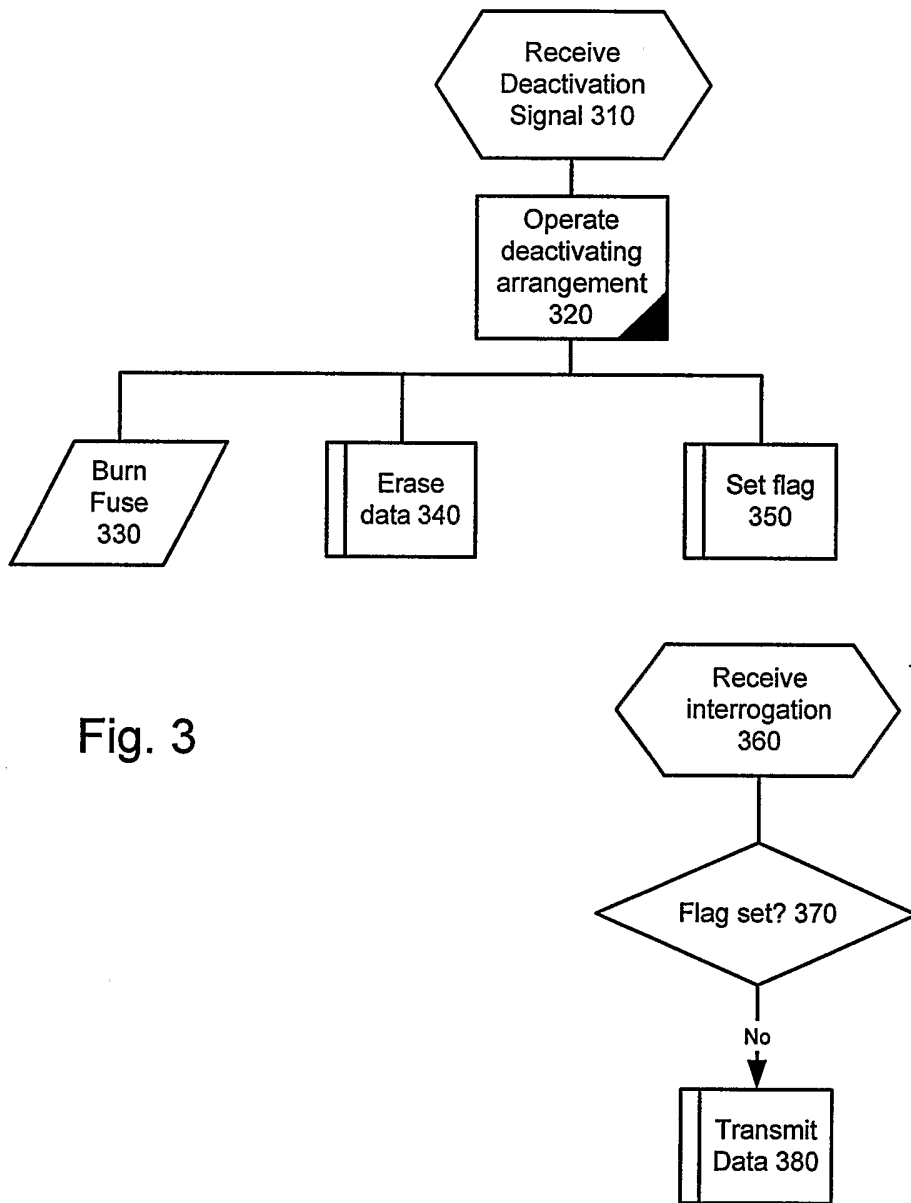 Receive
Deactivation
Signal 310
Operate
deactivating
arrangement
320
Burn
Fuse
330
Erase
data 340
Set flag
350
Fig. 3
Receive
interrogation
360
Flag set? 370
No
Transmit
Data 380